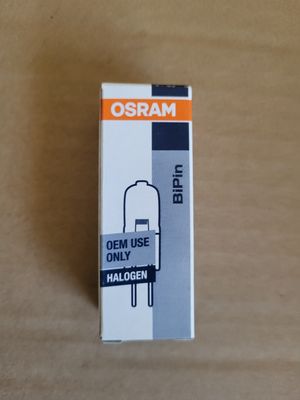 OSRAM
BiPin
OEM USE
ONLY
HALOGEN